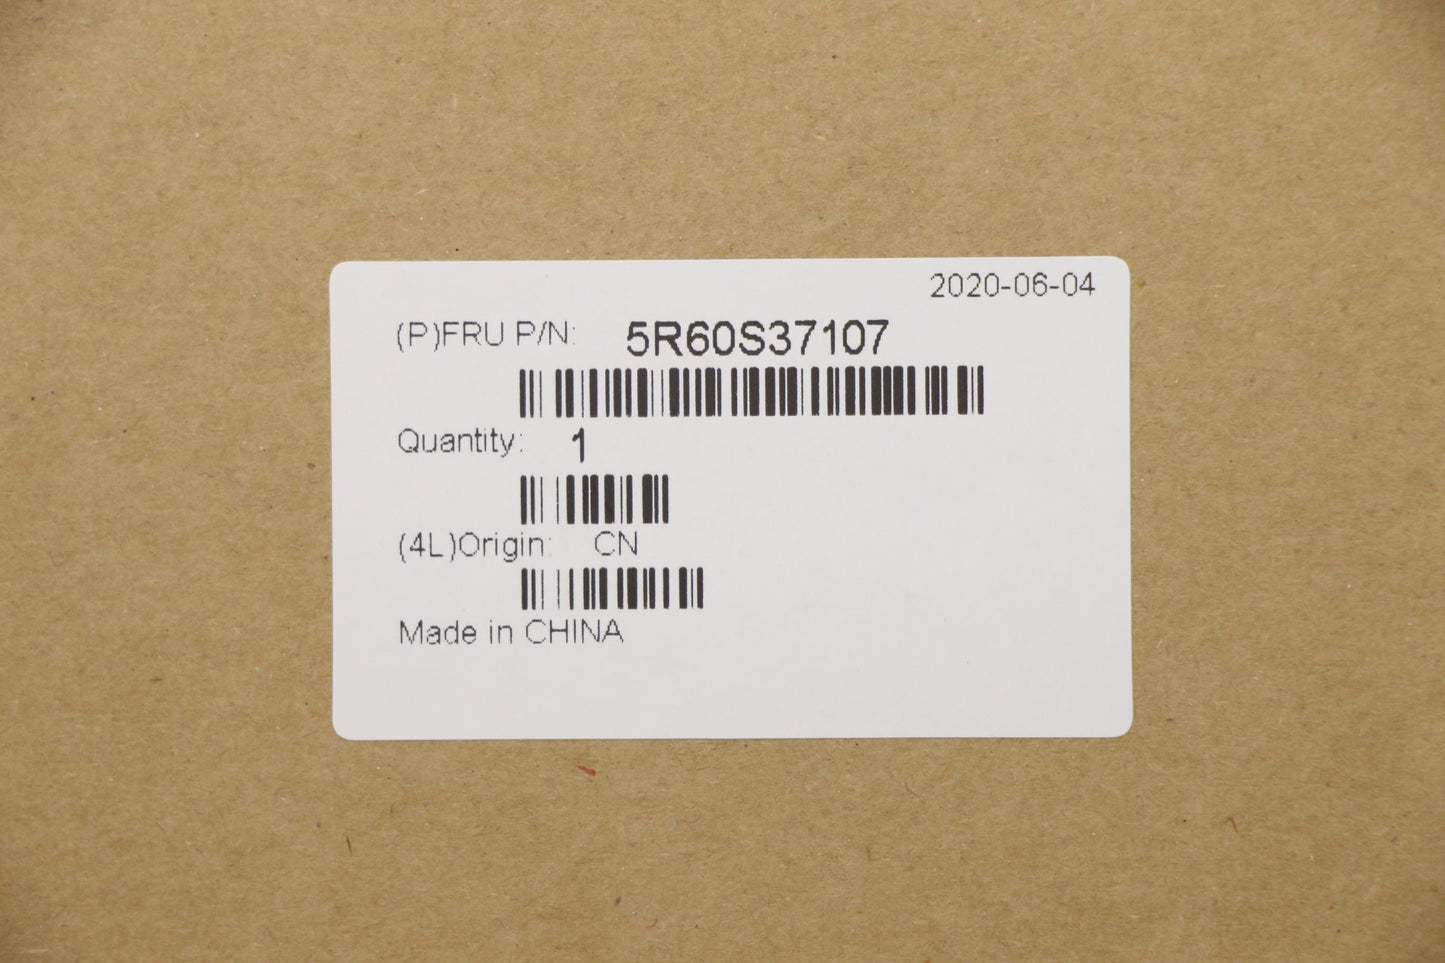 2020-06-04
(P)FRU P/N: 5R60S37107
Quantity: 1
(4L)Origin: CN
Made in CHINA